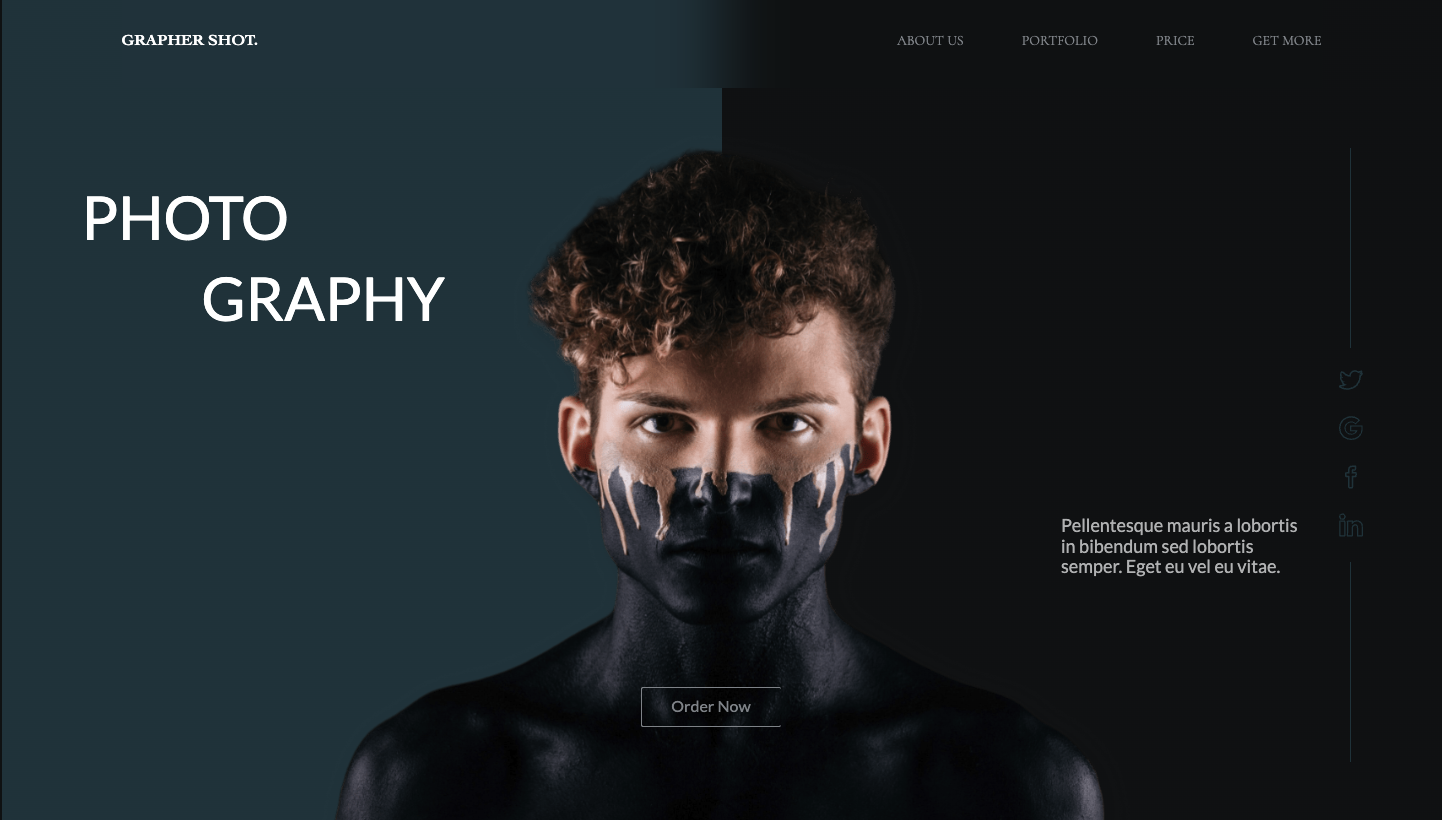 GRAPHER SHOT.
ABOUT US
PORTFOLIO
PRICE
GET MORE
PHOTO
GRAPHY
Pellentesque mauris a lobortis
in bibendum sed lobortis
semper. Eget eu vel eu vitae.
Order Now